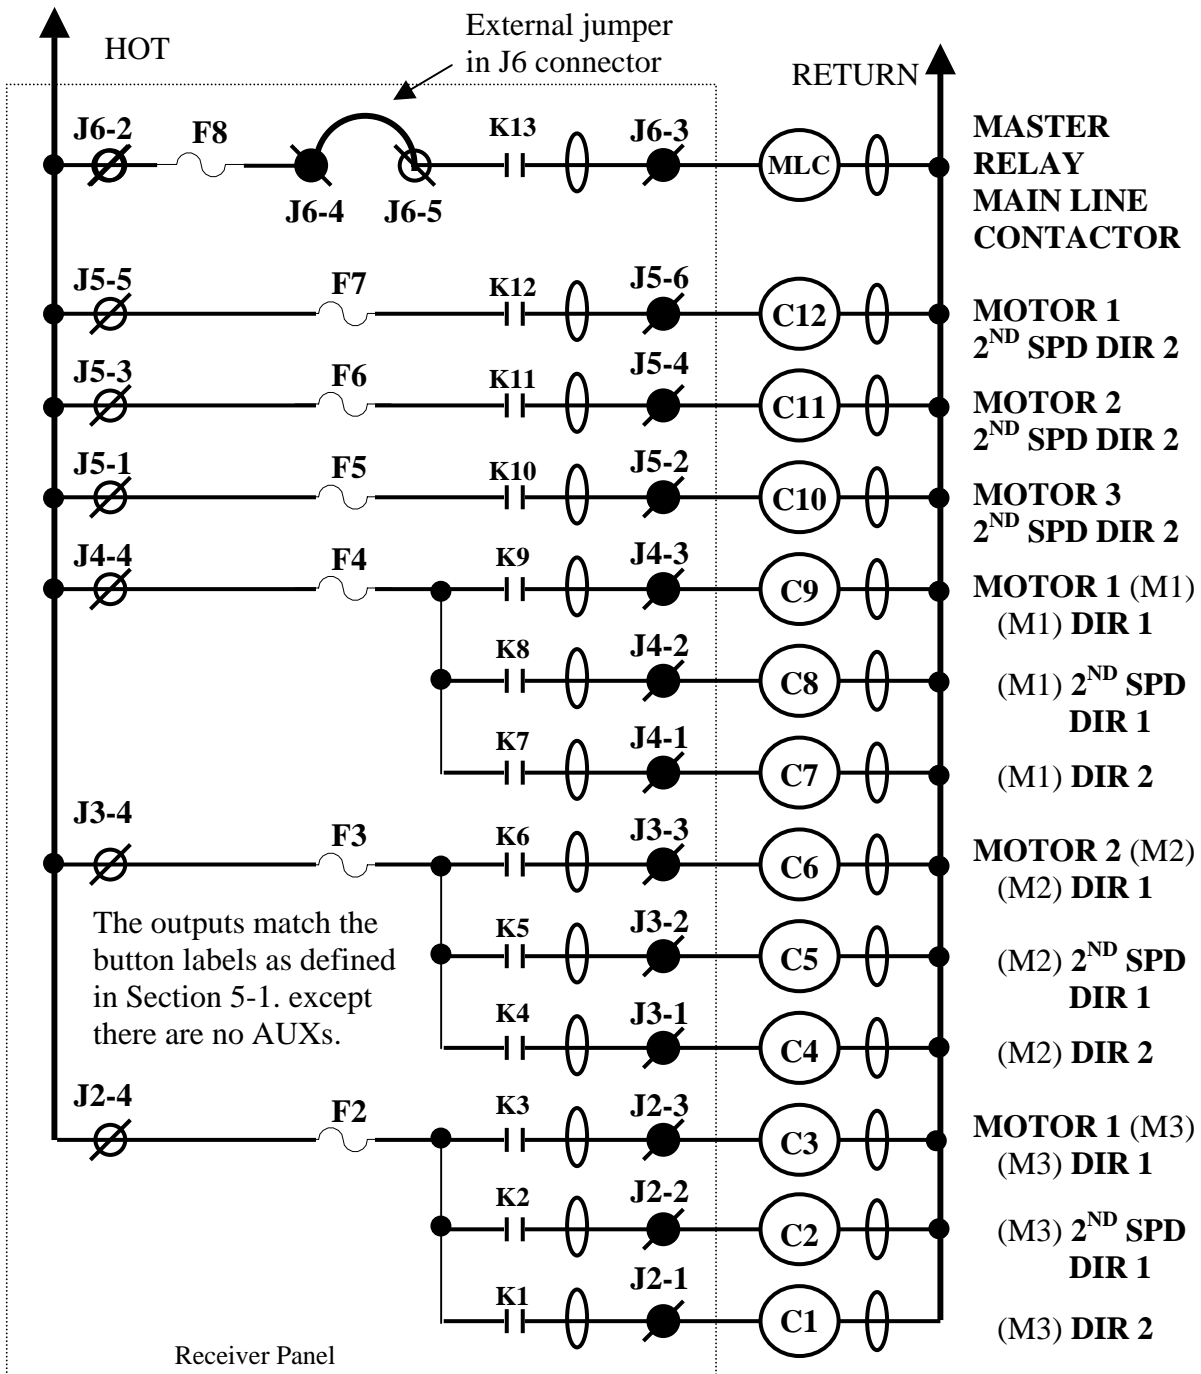 HOT
External jumper
in J6 connector
RETURN
J6-2 F8 K13 J6-3
J6-4 J6-5
MLC
MASTER
RELAY
MAIN LINE
CONTACTOR
J5-5 F7 K12 J5-6 C12
MOTOR 1
2ND SPD DIR 2
J5-3 F6 K11 J5-4 C11
MOTOR 2
2ND SPD DIR 2
J5-1 F5 K10 J5-2 C10
MOTOR 3
2ND SPD DIR 2
J4-4 F4 K9 J4-3 C9
MOTOR 1 (M1)
(M1) DIR 1
K8 J4-2 C8
(M1) 2ND SPD
DIR 1
K7 J4-1 C7
(M1) DIR 2
J3-4 F3 K6 J3-3 C6
MOTOR 2 (M2)
(M2) DIR 1
The outputs match the
button labels as defined
in Section 5-1. except
there are no AUXs.
K5 J3-2 C5
(M2) 2ND SPD
DIR 1
K4 J3-1 C4
(M2) DIR 2
J2-4 F2 K3 J2-3 C3
MOTOR 1 (M3)
(M3) DIR 1
K2 J2-2 C2
(M3) 2ND SPD
DIR 1
K1 J2-1 C1
(M3) DIR 2
Receiver Panel